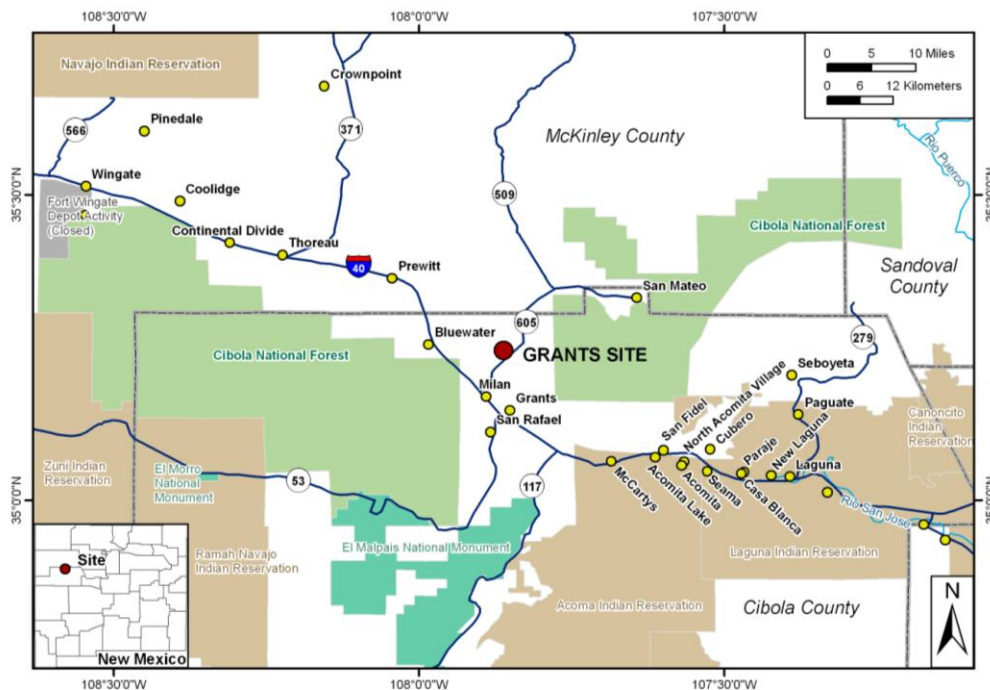 108°30'0"W
108°0'0"W
107°30'0"W
Navajo Indian Reservation
Crownpoint
0 5 10 Miles
0 6 12 Kilometers
566
Pinedale
371
McKinley County
Rio Puerco
Wingate
Coolidge
509
35°30'0"N
35°30'0"N
Fort Wingate
Depot Activity
(Closed)
Continental Divide
Thoreau
Cibola National Forest
40
Prewitt
San Mateo
Sandoval
County
605
279
Bluewater
GRANTS SITE
Cibola National Forest
Seboyeta
Milan
Grants
San Rafael
San Fidel
North Acomita Village
Cubero
Paguate
Canoncito
Indian
Reservation
Zuni Indian
Reservation
El Morro
National
Monument
53
117
McCartys
Acomita Lake
Acomita
Seama
Paraje
Casa Blanca
New Laguna
Laguna
Rio San Jose
35°0'0"N
35°0'0"N
El Malpais National Monument
Laguna Indian Reservation
Ramah Navajo
Indian Reservation
Acoma Indian Reservation
Cibola County
Site
New Mexico
N
108°30'0"W
108°0'0"W
107°30'0"W